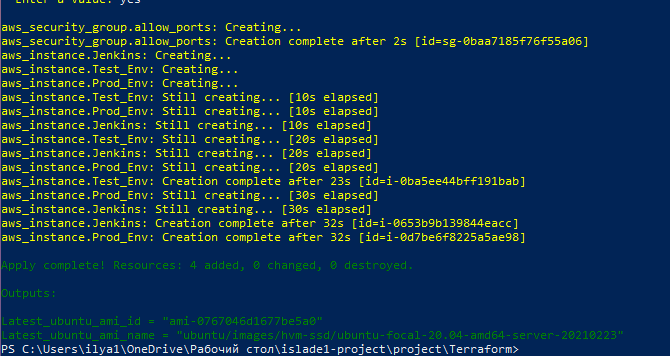 Enter a value: yes
aws_security_group.allow_ports: Creating...
aws_security_group.allow_ports: Creation complete after 2s [id=sg-0baa7185f76f55a06]
aws_instance.Jenkins: Creating...
aws_instance.Test_Env: Creating...
aws_instance.Prod_Env: Creating...
aws_instance.Test_Env: Still creating... [10s elapsed]
aws_instance.Prod_Env: Still creating... [10s elapsed]
aws_instance.Jenkins: Still creating... [10s elapsed]
aws_instance.Test_Env: Still creating... [20s elapsed]
aws_instance.Jenkins: Still creating... [20s elapsed]
aws_instance.Prod_Env: Still creating... [20s elapsed]
aws_instance.Test_Env: Creation complete after 23s [id=i-0ba5ee44bff191bab]
aws_instance.Prod_Env: Still creating... [30s elapsed]
aws_instance.Jenkins: Still creating... [30s elapsed]
aws_instance.Jenkins: Creation complete after 32s [id=i-0653b9b139844eacc]
aws_instance.Prod_Env: Creation complete after 32s [id=i-0d7be6f8225a5ae98]
Apply complete! Resources: 4 added, 0 changed, 0 destroyed.
Outputs:
Latest_ubuntu_ami_id = "ami-0767046d1677be5a0"
Latest_ubuntu_ami_name = "ubuntu/images/hvm-ssd/ubuntu-focal-20.04-amd64-server-20210223"
PS C:\Users\ilya1\OneDrive\Рабочий стол\islade1-project\project\Terraform>